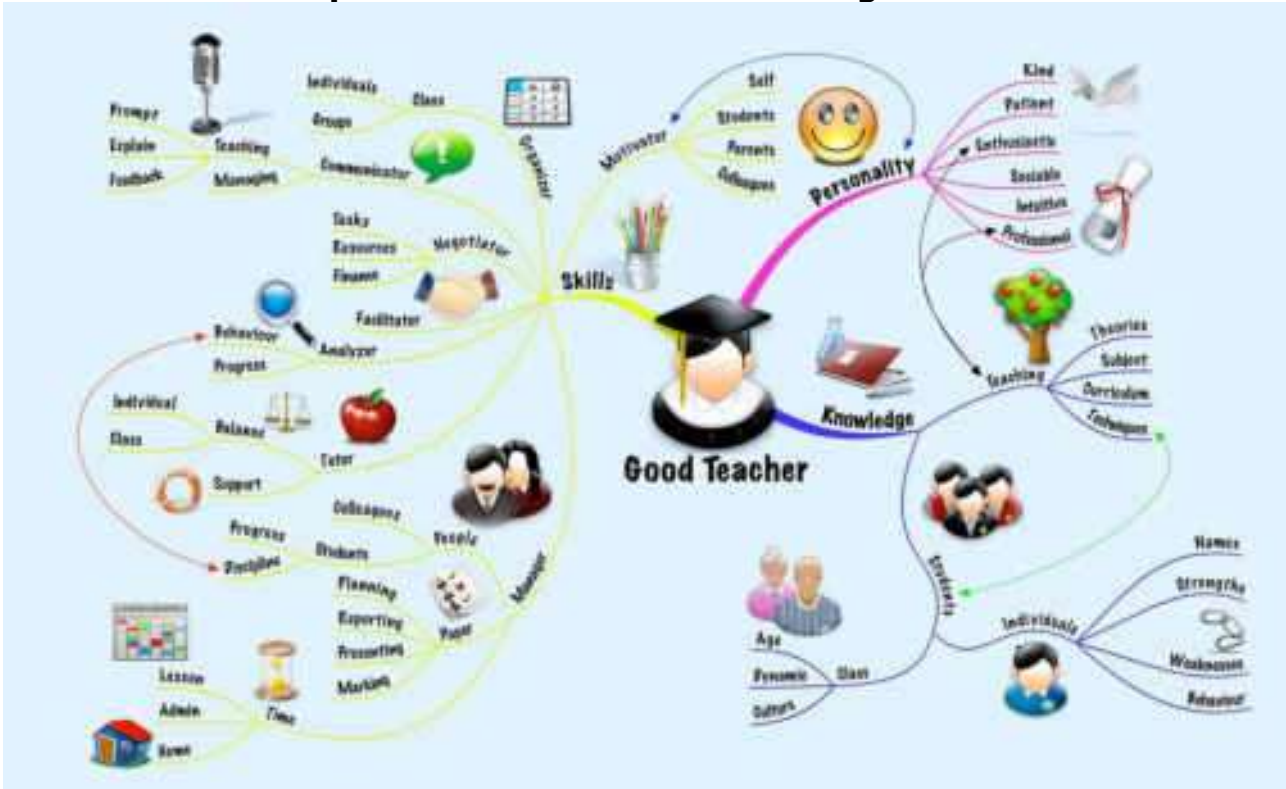 Good Teacher
Skills
Motivator
Self
Students
Parents
Colleagues
Organizer
Class
Individuals
Groups
Communicator
Teaching
Managing
Prompt
Explain
Feedback
Negotiator
Tasks
Resources
Finance
Facilitator
Analyzer
Behaviour
Progress
Tutor
Balance
Individual
Class
Support
Manager
People
Colleagues
Students
Progress
Discipline
Paper
Planning
Reporting
Presenting
Marking
Time
Lesson
Admin
Home
Personality
Kind
Patient
Enthusiastic
Sociable
Intuitive
Professional
Knowledge
Teaching
Theories
Subject
Curriculum
Techniques
Students
Individuals
Names
Strengths
Weaknesses
Behaviour
Class
Age
Dynamic
Culture